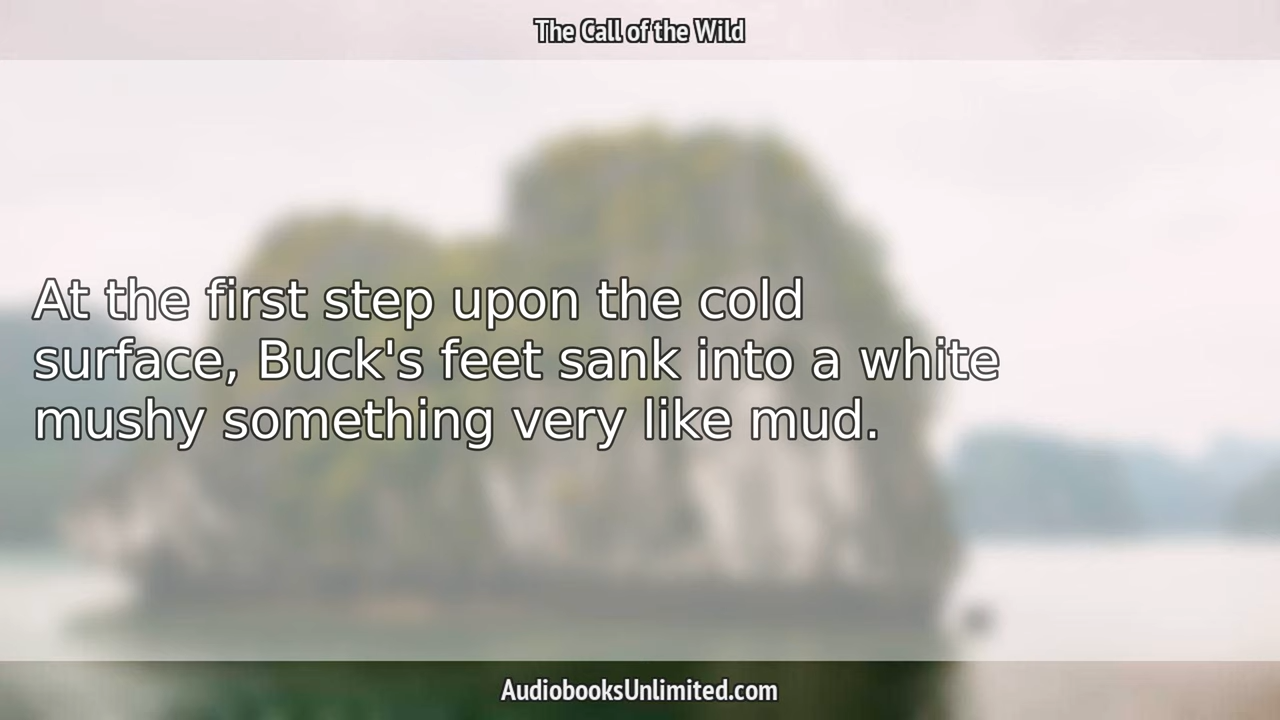 The Call of the Wild
At the first step upon the cold
surface, Buck's feet sank into a white
mushy something very like mud.
AudiobooksUnlimited.com